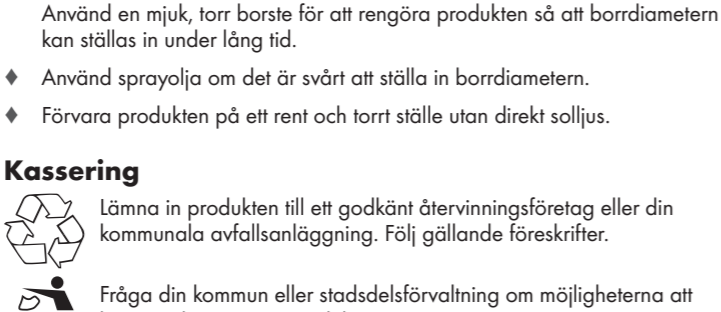 Använd en mjuk, torr borste för att rengöra produkten så att borrdiametern
kan ställas in under lång tid.
♦ Använd sprayolja om det är svårt att ställa in borrdiametern.
♦ Förvara produkten på ett rent och torrt ställe utan direkt solljus.
Kassering
Lämna in produkten till ett godkänt återvinningsföretag eller din
kommunala avfallsanläggning. Följ gällande föreskrifter.
Fråga din kommun eller stadsdelsförvaltning om möjligheterna att